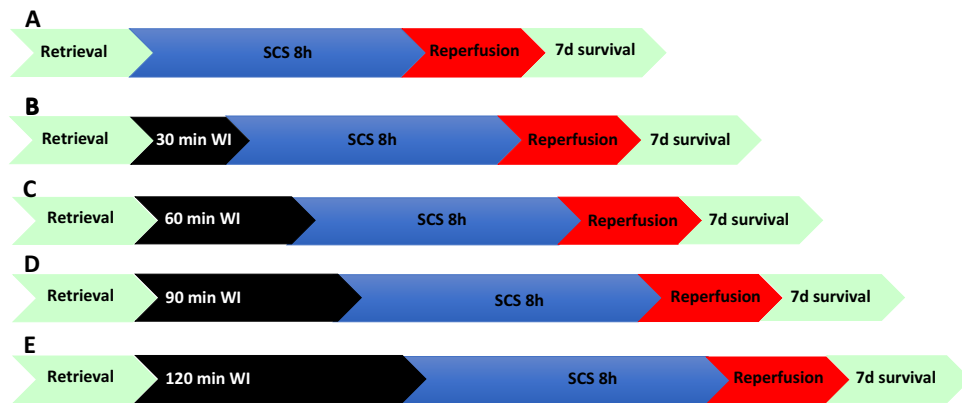 A
Retrieval SCS 8h Reperfusion 7d survival
B
Retrieval 30 min WI SCS 8h Reperfusion 7d survival
C
Retrieval 60 min WI SCS 8h Reperfusion 7d survival
D
Retrieval 90 min WI SCS 8h Reperfusion 7d survival
E
Retrieval 120 min WI SCS 8h Reperfusion 7d survival